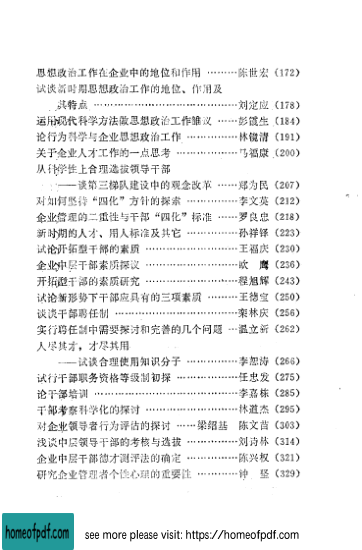 思想政治工作在企业中的地位和作用 ………陈世宏（172）
试谈新时期思想政治工作的地位、作用及
其特点 ………………………………刘定应（178）
运用现代科学方法做思想政治工作雏议 ……彭震生（184）
论行为科学与企业思想政治工作 …………林镜清（191）
关于企业人才工作的一点思考 ……………马福康（200）
从科学性上合理选拔领导干部
——谈第三梯队建设中的观念改革 ……郑为民（207）
对如何坚持“四化”方针的探索 …………李文英（212）
企业管理的二重性与干部“四化”标准 ……罗良忠（218）
新时期的人才、用人标准及其它 …………孙祥铎（223）
试论开拓型干部的素质 ……………………王福庆（230）
企业中层干部素质探议 ……………………欧 鹰（236）
开拓型干部的素质研究 ……………………程旭辉（243）
试论新形势下干部应具有的三项素质 ………王德宝（250）
谈谈干部聘任制 ……………………………栾林庆（256）
实行聘任制中需要探讨和完善的几个问题 …温立新（262）
人尽其才，才尽其用
——试谈合理使用知识分子 …………李恕涛（266）
试行干部职务资格等级制初探 ……………任忠发（275）
论干部培训 …………………………………李嘉栋（285）
干部考察科学化的探讨 ……………………林道杰（295）
对企业领导者行为评估的探讨 ……梁绍基 陈文苗（303）
浅谈中层领导干部的考核与选拔 …………刘诗林（314）
企业中层干部德才测评法的确定 …………陈兴权（321）
研究企业管理者个性心理的重要性 ………钟 坚（329）
homeofpdf.com
see more please visit: https://homeofpdf.com